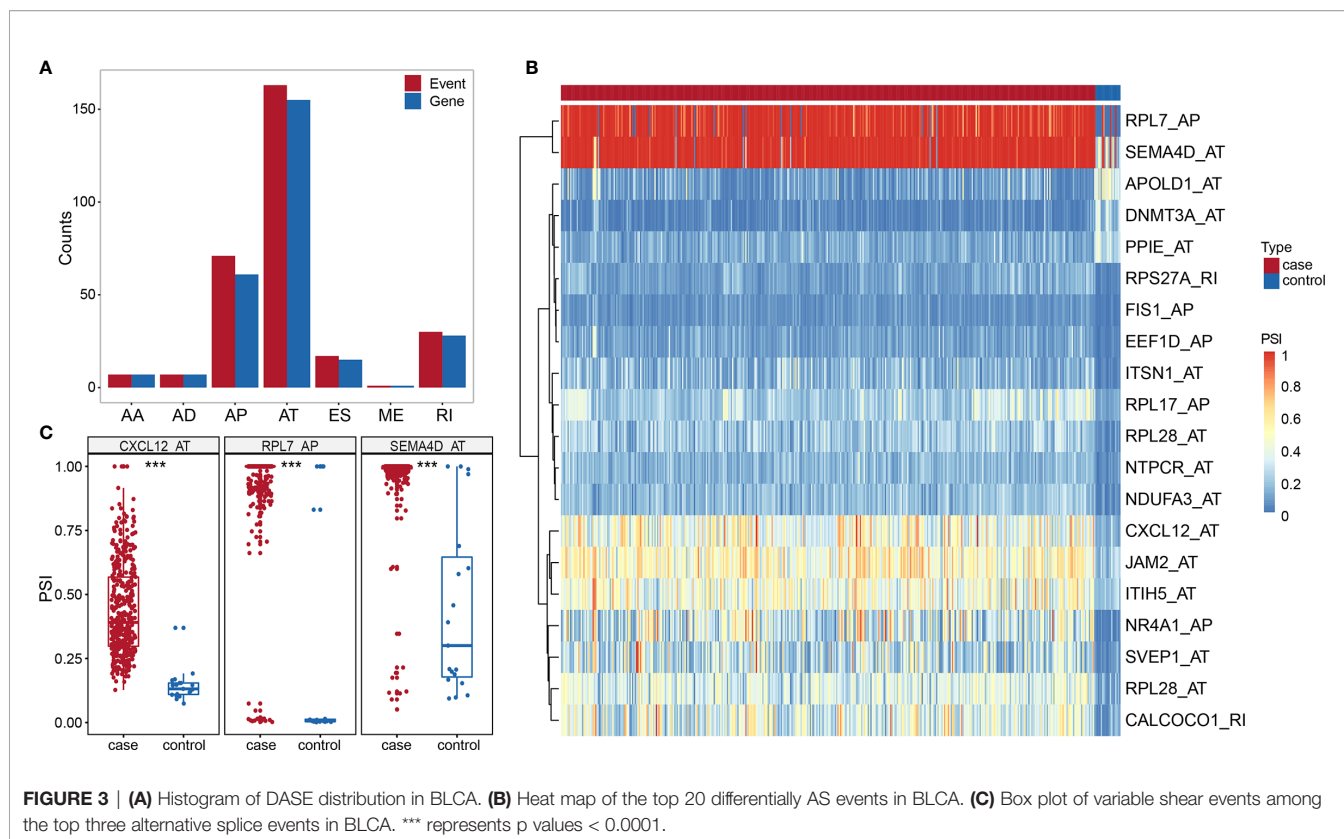 A
Event
Gene
Counts
150
100
50
0
AA AD AP AT ES ME RI
B
RPL7_AP
SEMA4D_AT
APOLD1_AT
DNMT3A_AT
PPIE_AT
RPS27A_RI
FIS1_AP
EEF1D_AP
ITSN1_AT
RPL17_AP
RPL28_AT
NTPCR_AT
NDUFA3_AT
CXCL12_AT
JAM2_AT
ITIH5_AT
NR4A1_AP
SVEP1_AT
RPL28_AT
CALCOCO1_RI
Type
case
control
PSI
1
0.8
0.6
0.4
0.2
0
C
CXCL12_AT RPL7_AP SEMA4D_AT
*** *** ***
PSI
1.00
0.75
0.50
0.25
0.00
case control case control case control
FIGURE 3 | (A) Histogram of DASE distribution in BLCA. (B) Heat map of the top 20 differentially AS events in BLCA. (C) Box plot of variable shear events among
the top three alternative splice events in BLCA. *** represents p values < 0.0001.